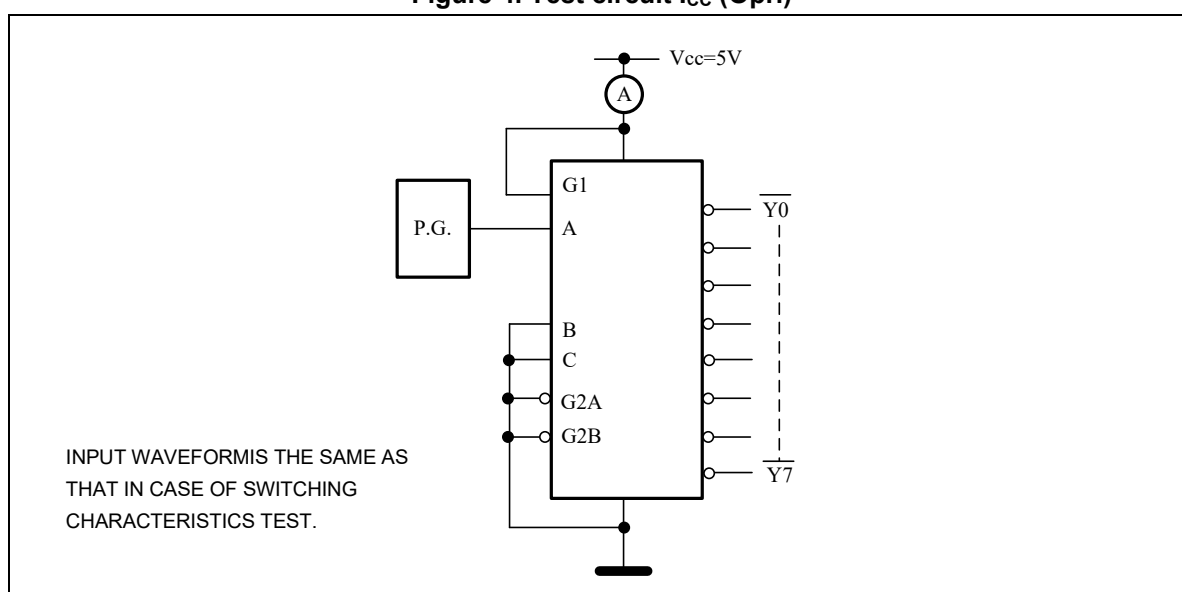 Figure 4. Test circuit ICC (Opr.)
Vcc=5V
A
G1
P.G.
A
Y0
B
C
G2A
G2B
Y7
INPUT WAVEFORMIS THE SAME AS
THAT IN CASE OF SWITCHING
CHARACTERISTICS TEST.